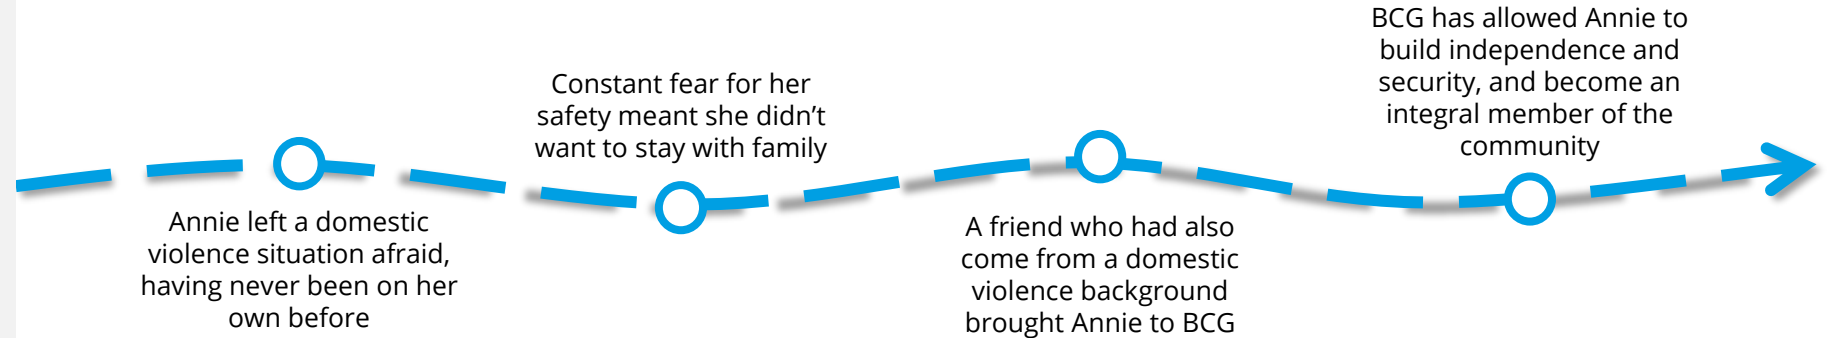 Annie left a domestic
violence situation afraid,
having never been on her
own before
Constant fear for her
safety meant she didn’t
want to stay with family
A friend who had also
come from a domestic
violence background
brought Annie to BCG
BCG has allowed Annie to
build independence and
security, and become an
integral member of the
community